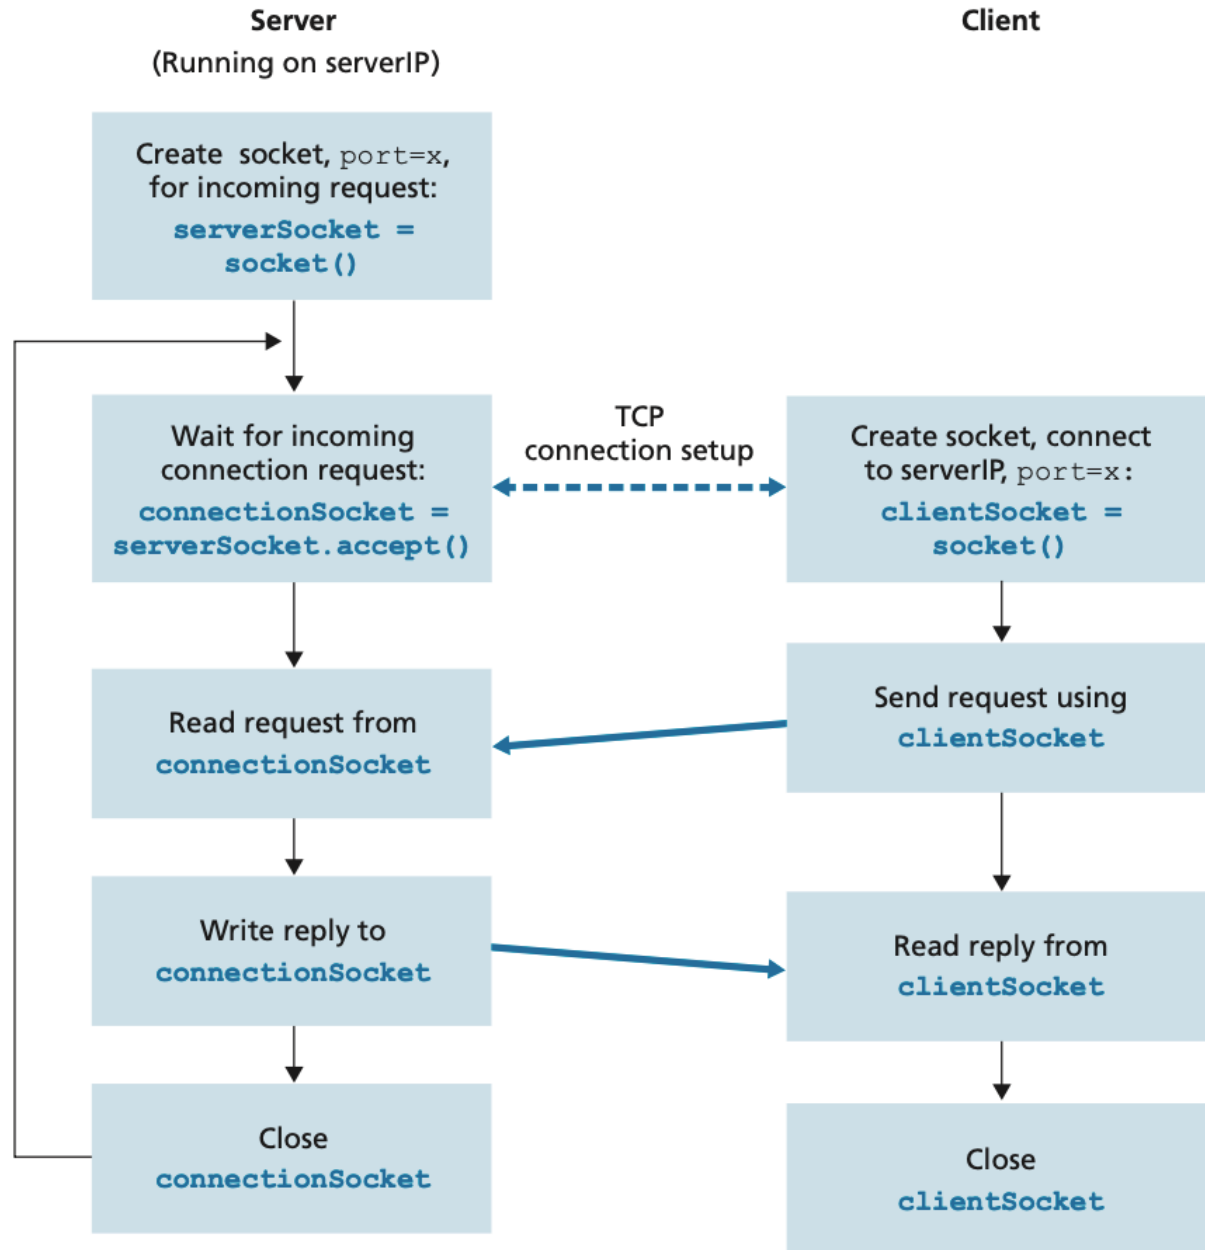 Server
(Running on serverIP)
Client
Create socket, port=x,
for incoming request:
serverSocket =
socket()
Wait for incoming
connection request:
connectionSocket =
serverSocket.accept()
TCP
connection setup
Create socket, connect
to serverIP, port=x:
clientSocket =
socket()
Read request from
connectionSocket
Send request using
clientSocket
Write reply to
connectionSocket
Read reply from
clientSocket
Close
connectionSocket
Close
clientSocket